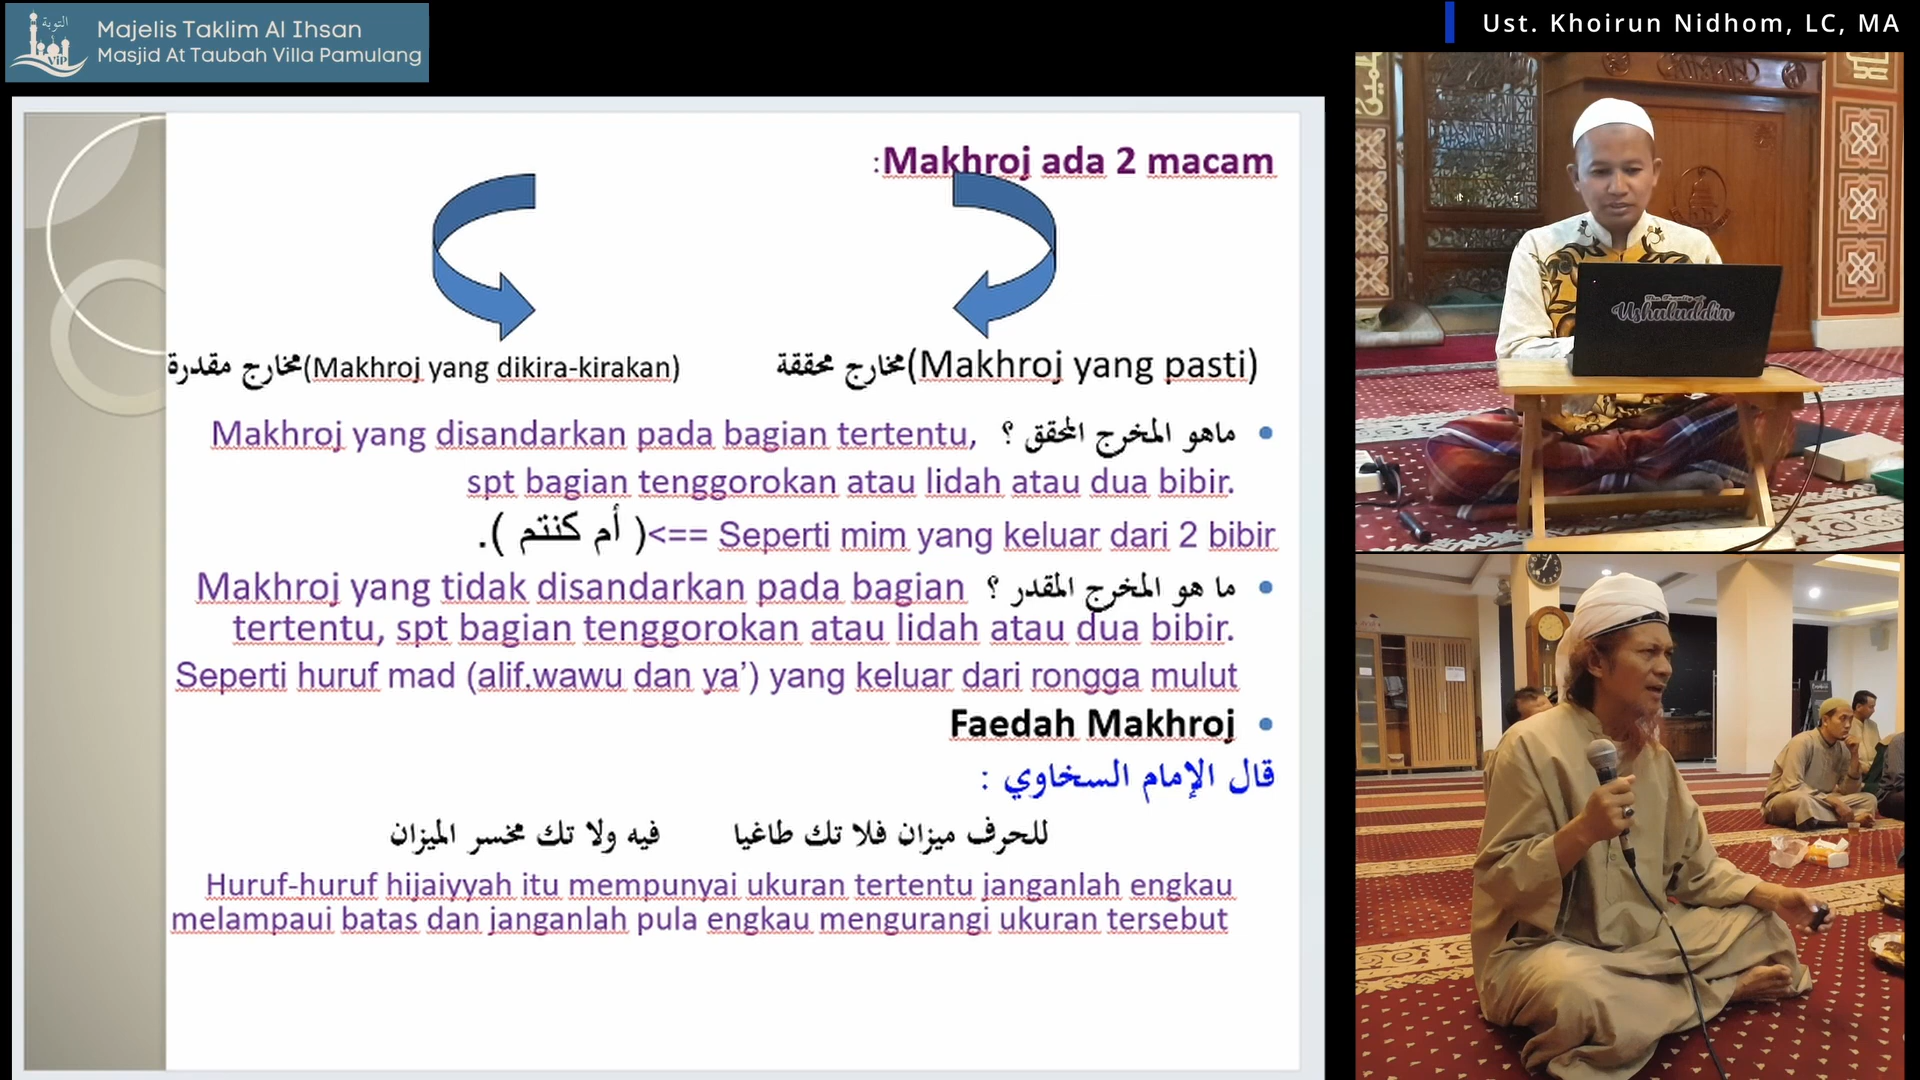 التوبة
ViP
Majelis Taklim Al Ihsan
Masjid At Taubah Villa Pamulang
Ust. Khoirun Nidhom, LC, MA
Makhroj ada 2 macam:
مخارج محققة(Makhroj yang pasti)
مخارج مقدرة(Makhroj yang dikira-kirakan)
• ماهو المخرج المحقق ؟ Makhroj yang disandarkan pada bagian tertentu,
spt bagian tenggorokan atau lidah atau dua bibir.
Seperti mim yang keluar dari 2 bibir ==>( أم كنتم ).
• ما هو المخرج المقدر ؟ Makhroj yang tidak disandarkan pada bagian
tertentu, spt bagian tenggorokan atau lidah atau dua bibir.
Seperti huruf mad (alif.wawu dan ya’) yang keluar dari rongga mulut
• Faedah Makhroj
قال الإمام السخاوي :
للحرف ميزان فلا تك طاغيا فيه ولا تك مخسر الميزان
Huruf-huruf hijaiyyah itu mempunyai ukuran tertentu janganlah engkau
melampaui batas dan janganlah pula engkau mengurangi ukuran tersebut
The Faculty of
Ushuluddin